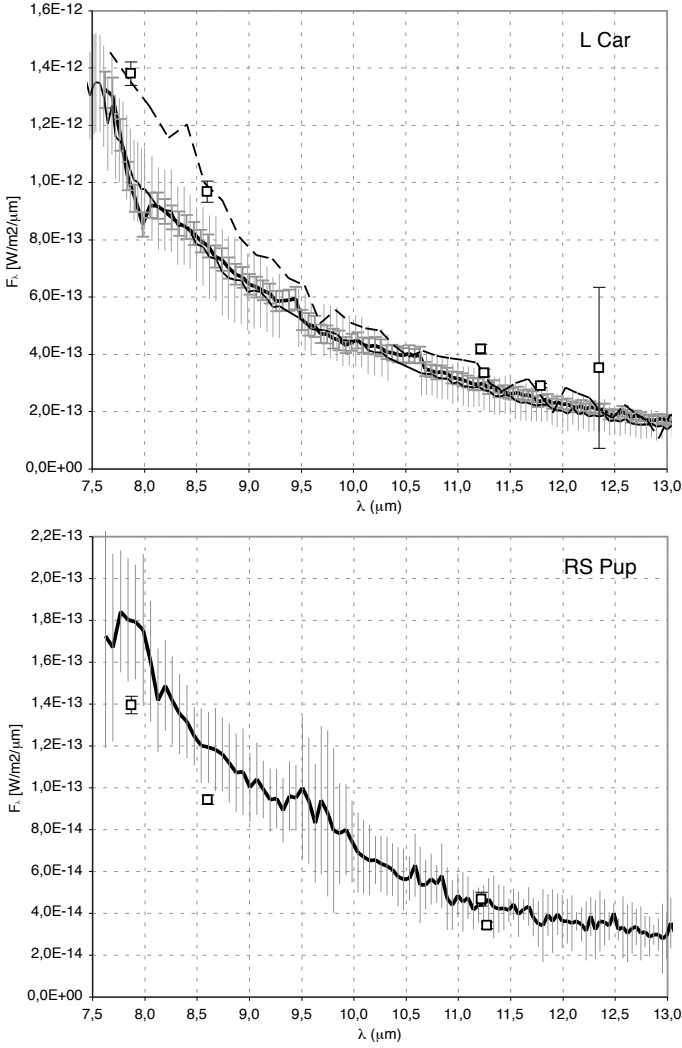 1,6E-12
L Car
1,4E-12
1,2E-12
1,0E-12
Fλ [W/m2/μm]
8,0E-13
6,0E-13
4,0E-13
2,0E-13
0,0E+00
7,5 8,0 8,5 9,0 9,5 10,0 10,5 11,0 11,5 12,0 12,5 13,0
λ (μm)
2,2E-13
RS Pup
2,0E-13
1,8E-13
1,6E-13
1,4E-13
1,2E-13
Fλ [W/m2/μm]
1,0E-13
8,0E-14
6,0E-14
4,0E-14
2,0E-14
0,0E+00
7,5 8,0 8,5 9,0 9,5 10,0 10,5 11,0 11,5 12,0 12,5 13,0
λ (μm)